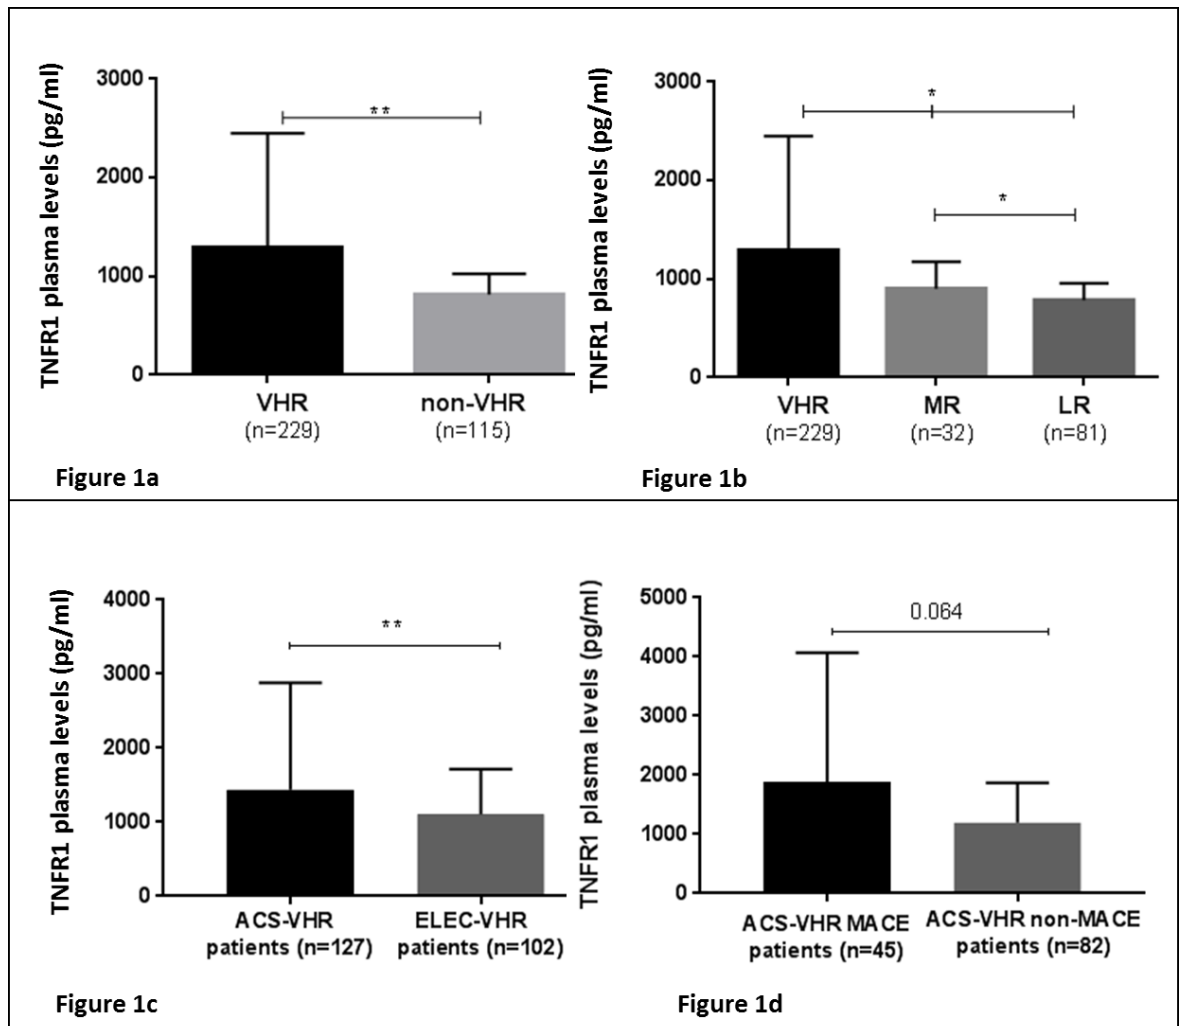 TNFR1 plasma levels (pg/ml)
3000
2000
1000
0
**
VHR
(n=229)
non-VHR
(n=115)
Figure 1a
TNFR1 plasma levels (pg/ml)
3000
2000
1000
0
*
*
VHR
(n=229)
MR
(n=32)
LR
(n=81)
Figure 1b
TNFR1 plasma levels (pg/ml)
4000
3000
2000
1000
0
**
ACS-VHR
patients (n=127)
ELEC-VHR
patients (n=102)
Figure 1c
TNFR1 plasma levels (pg/ml)
5000
4000
3000
2000
1000
0
0.064
ACS-VHR MACE
patients (n=45)
ACS-VHR non-MACE
patients (n=82)
Figure 1d